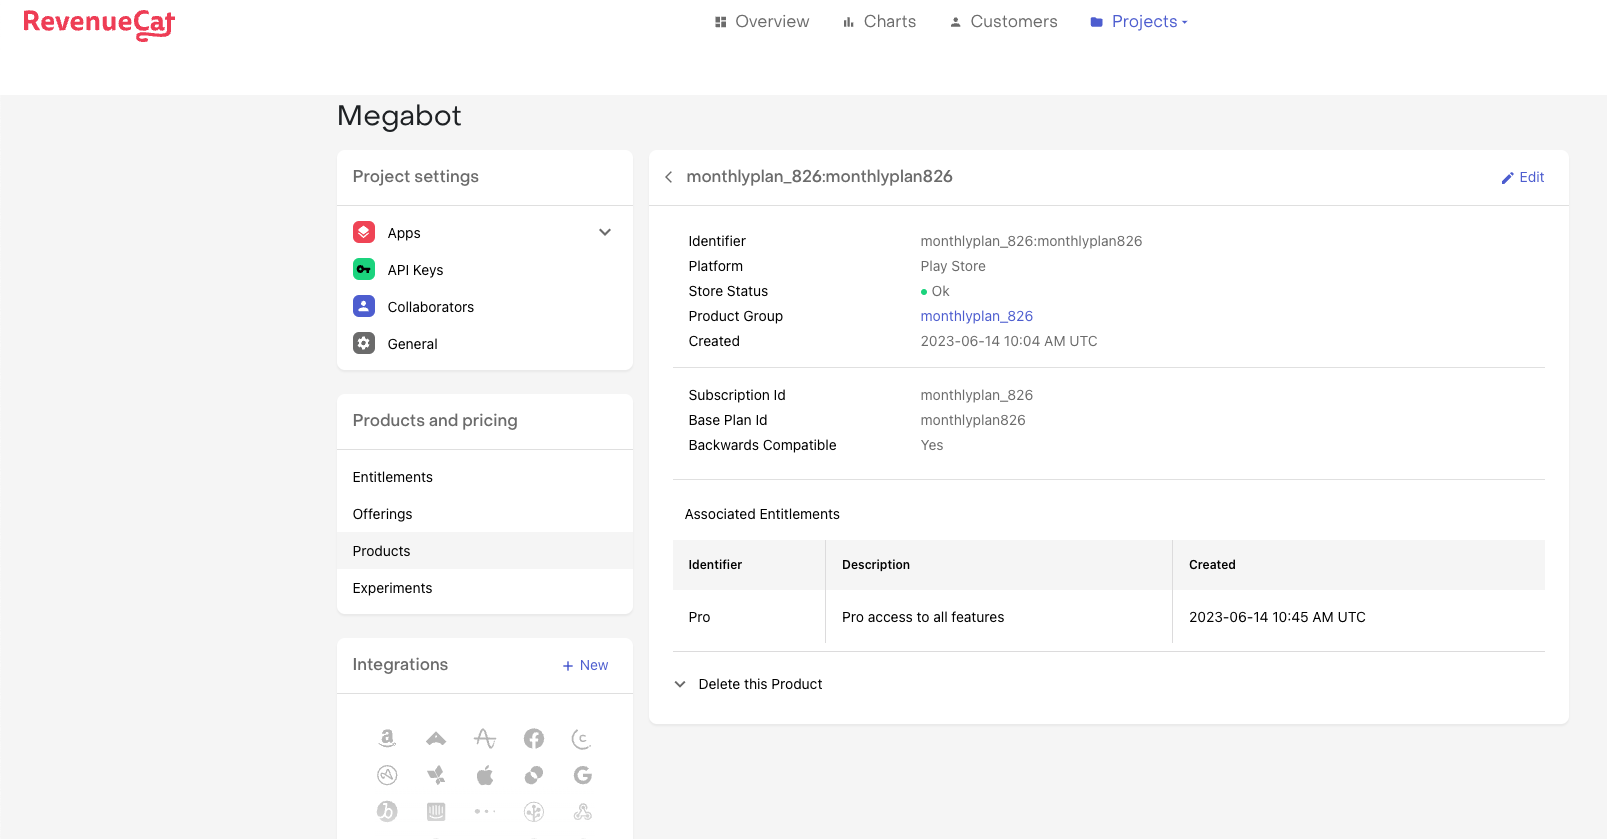 RevenueCat
Overview
Charts
Customers
Projects
Megabot
Project settings
Apps
API Keys
Collaborators
General
Products and pricing
Entitlements
Offerings
Products
Experiments
Integrations
+ New
monthlyplan_826:monthlyplan826
Edit
Identifier monthlyplan_826:monthlyplan826
Platform Play Store
Store Status Ok
Product Group monthlyplan_826
Created 2023-06-14 10:04 AM UTC
Subscription Id monthlyplan_826
Base Plan Id monthlyplan826
Backwards Compatible Yes
Associated Entitlements
Identifier Description Created
Pro Pro access to all features 2023-06-14 10:45 AM UTC
Delete this Product